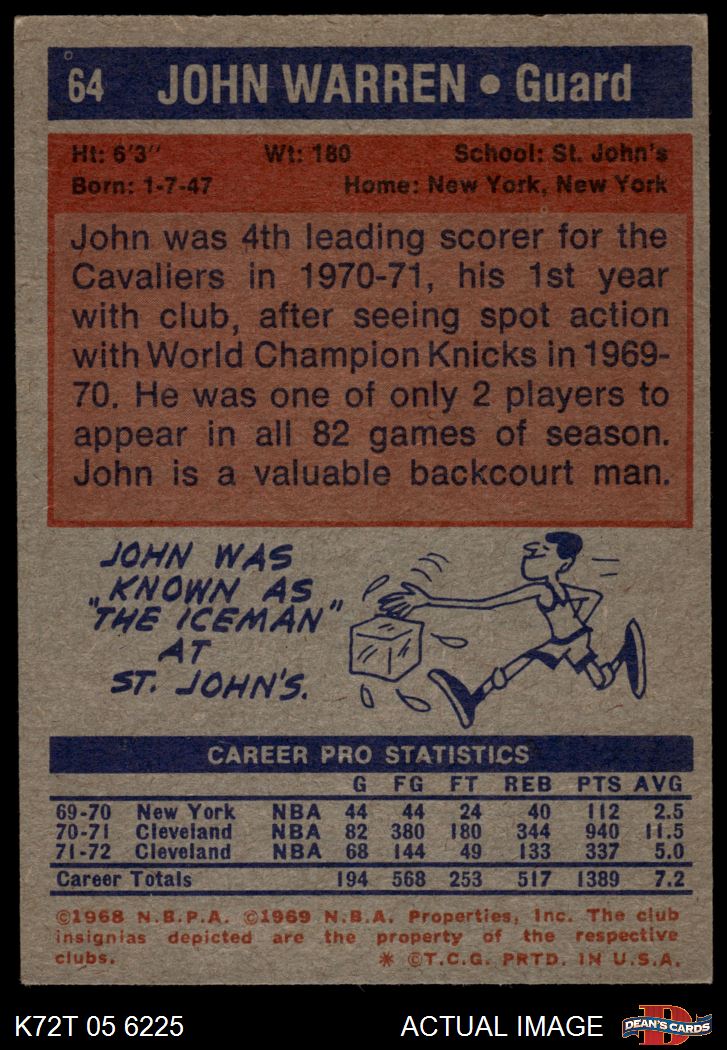 64 JOHN WARREN • Guard
Ht: 6'3" Wt: 180 School: St. John's
Born: 1-7-47 Home: New York, New York
John was 4th leading scorer for the
Cavaliers in 1970-71, his 1st year
with club, after seeing spot action
with World Champion Knicks in 1969-
70. He was one of only 2 players to
appear in all 82 games of season.
John is a valuable backcourt man.
JOHN WAS
KNOWN AS
"THE ICEMAN"
AT
ST. JOHN'S.
CAREER PRO STATISTICS
G FG FT REB PTS AVG
69-70 New York NBA 44 44 24 40 112 2.5
70-71 Cleveland NBA 82 380 180 344 940 11.5
71-72 Cleveland NBA 68 144 49 133 337 5.0
Career Totals 194 568 253 517 1389 7.2
©1968 N.B.P.A. ©1969 N.B.A. Properties, Inc. The club
insignias depicted are the property of the respective
clubs. * ©T.C.G. PRTD. IN U.S.A.
K72T 05 6225 ACTUAL IMAGE D DEAN'S CARDS